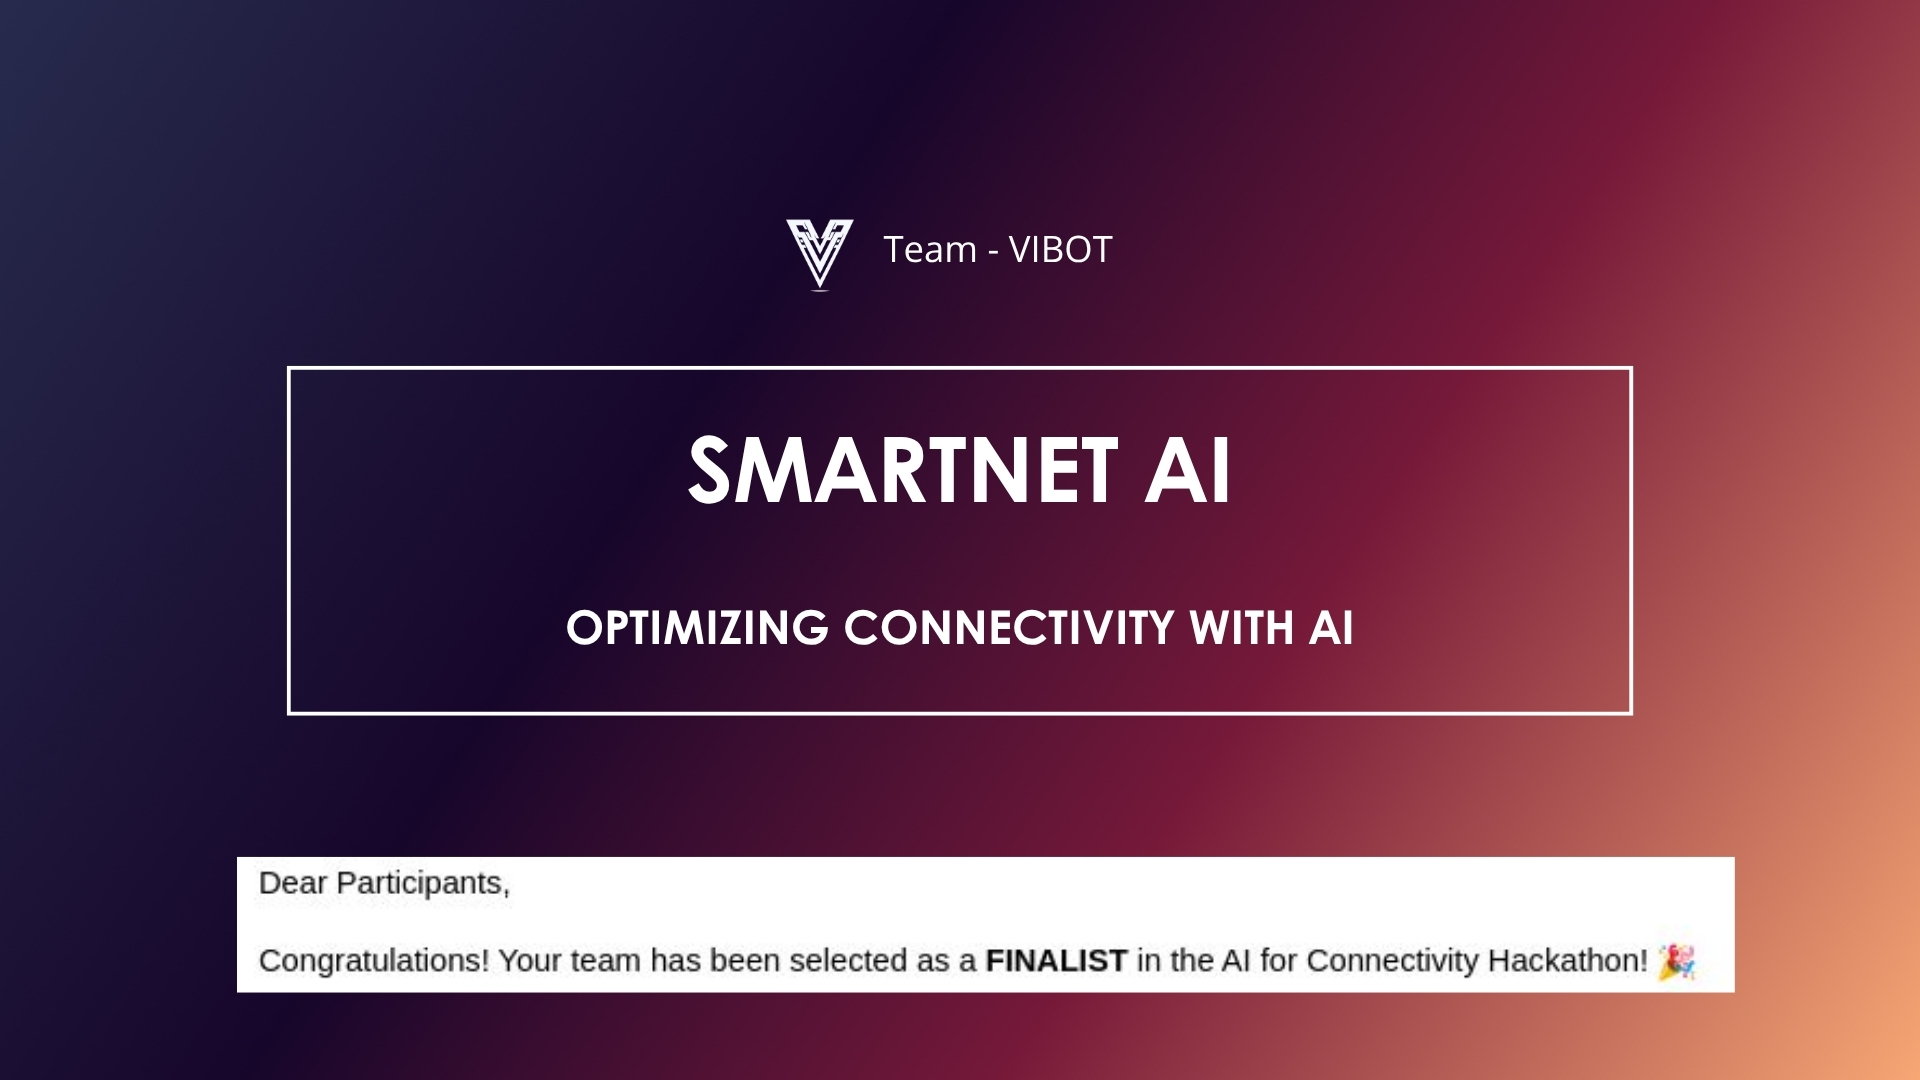 Team - VIBOT
SMARTNET AI
OPTIMIZING CONNECTIVITY WITH AI
Dear Participants,
Congratulations! Your team has been selected as a FINALIST in the AI for Connectivity Hackathon! 🎉